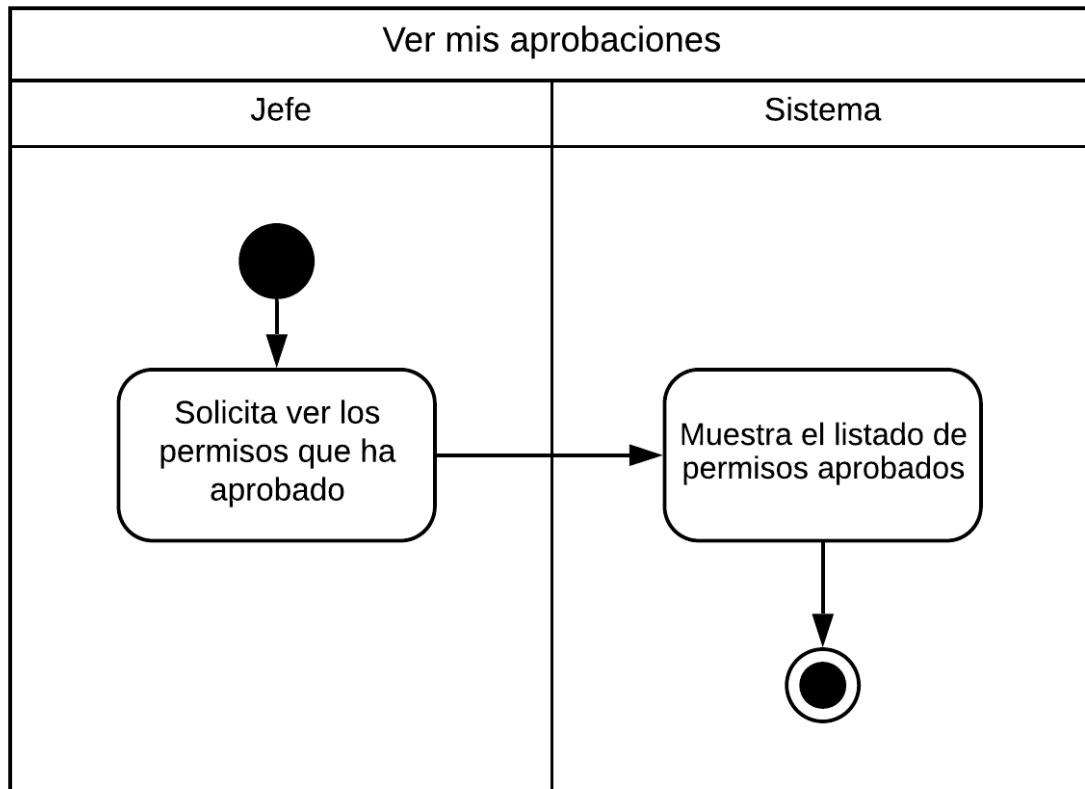 Ver mis aprobaciones
Jefe
Sistema
Solicita ver los
permisos que ha
aprobado
Muestra el listado de
permisos aprobados